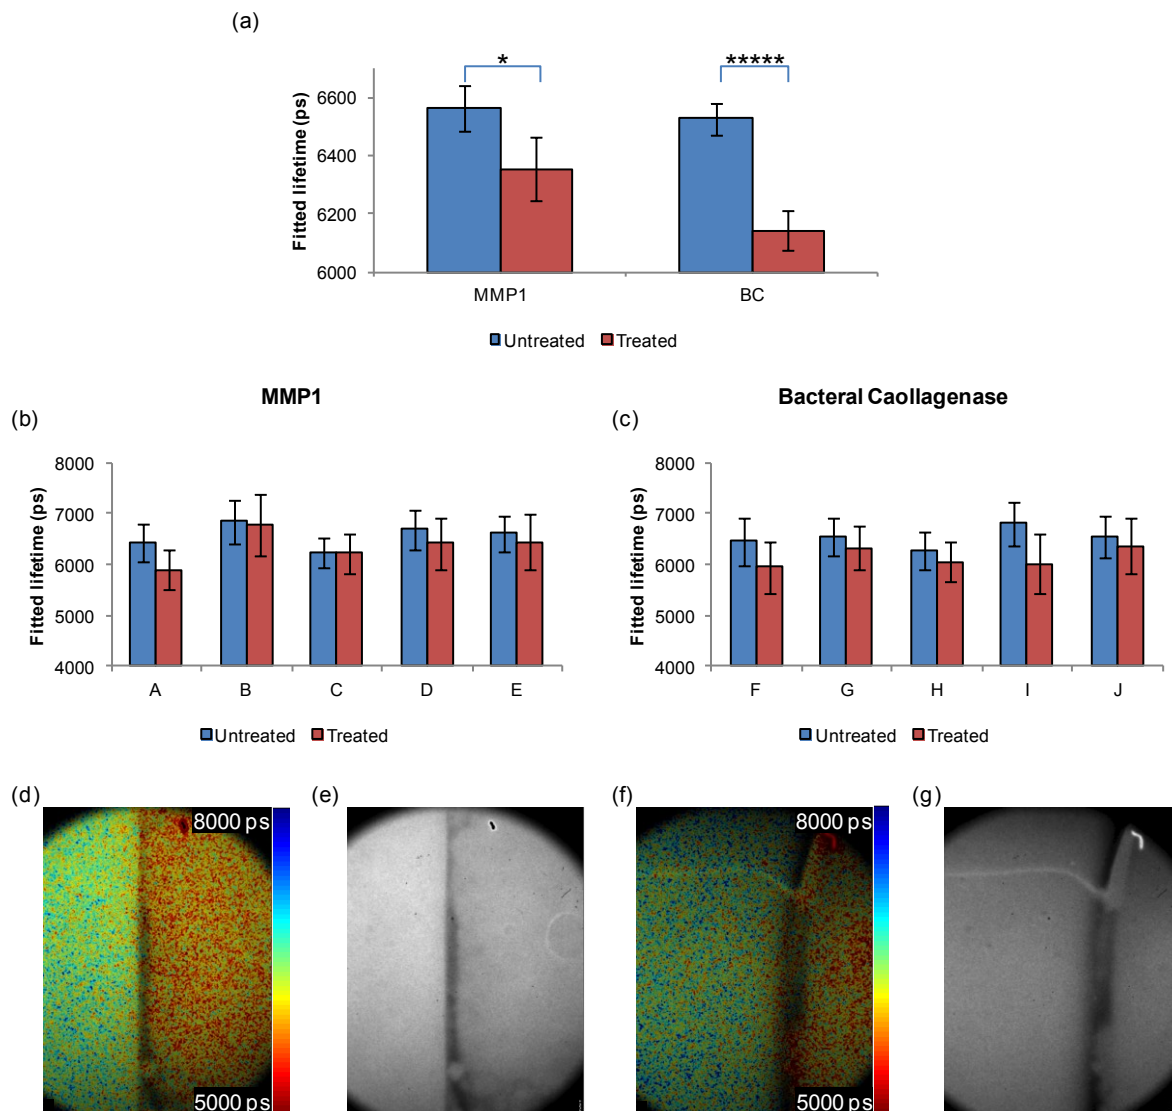 (a)
* *****
Fitted lifetime (ps)
6600
6400
6200
6000
MMP1 BC
Untreated Treated
MMP1
(b)
Fitted lifetime (ps)
8000
7000
6000
5000
4000
A B C D E
Untreated Treated
Bacteral Caollagenase
(c)
Fitted lifetime (ps)
8000
7000
6000
5000
4000
F G H I J
Untreated Treated
(d)
8000 ps
5000 ps
(e)
(f)
8000 ps
5000 ps
(g)